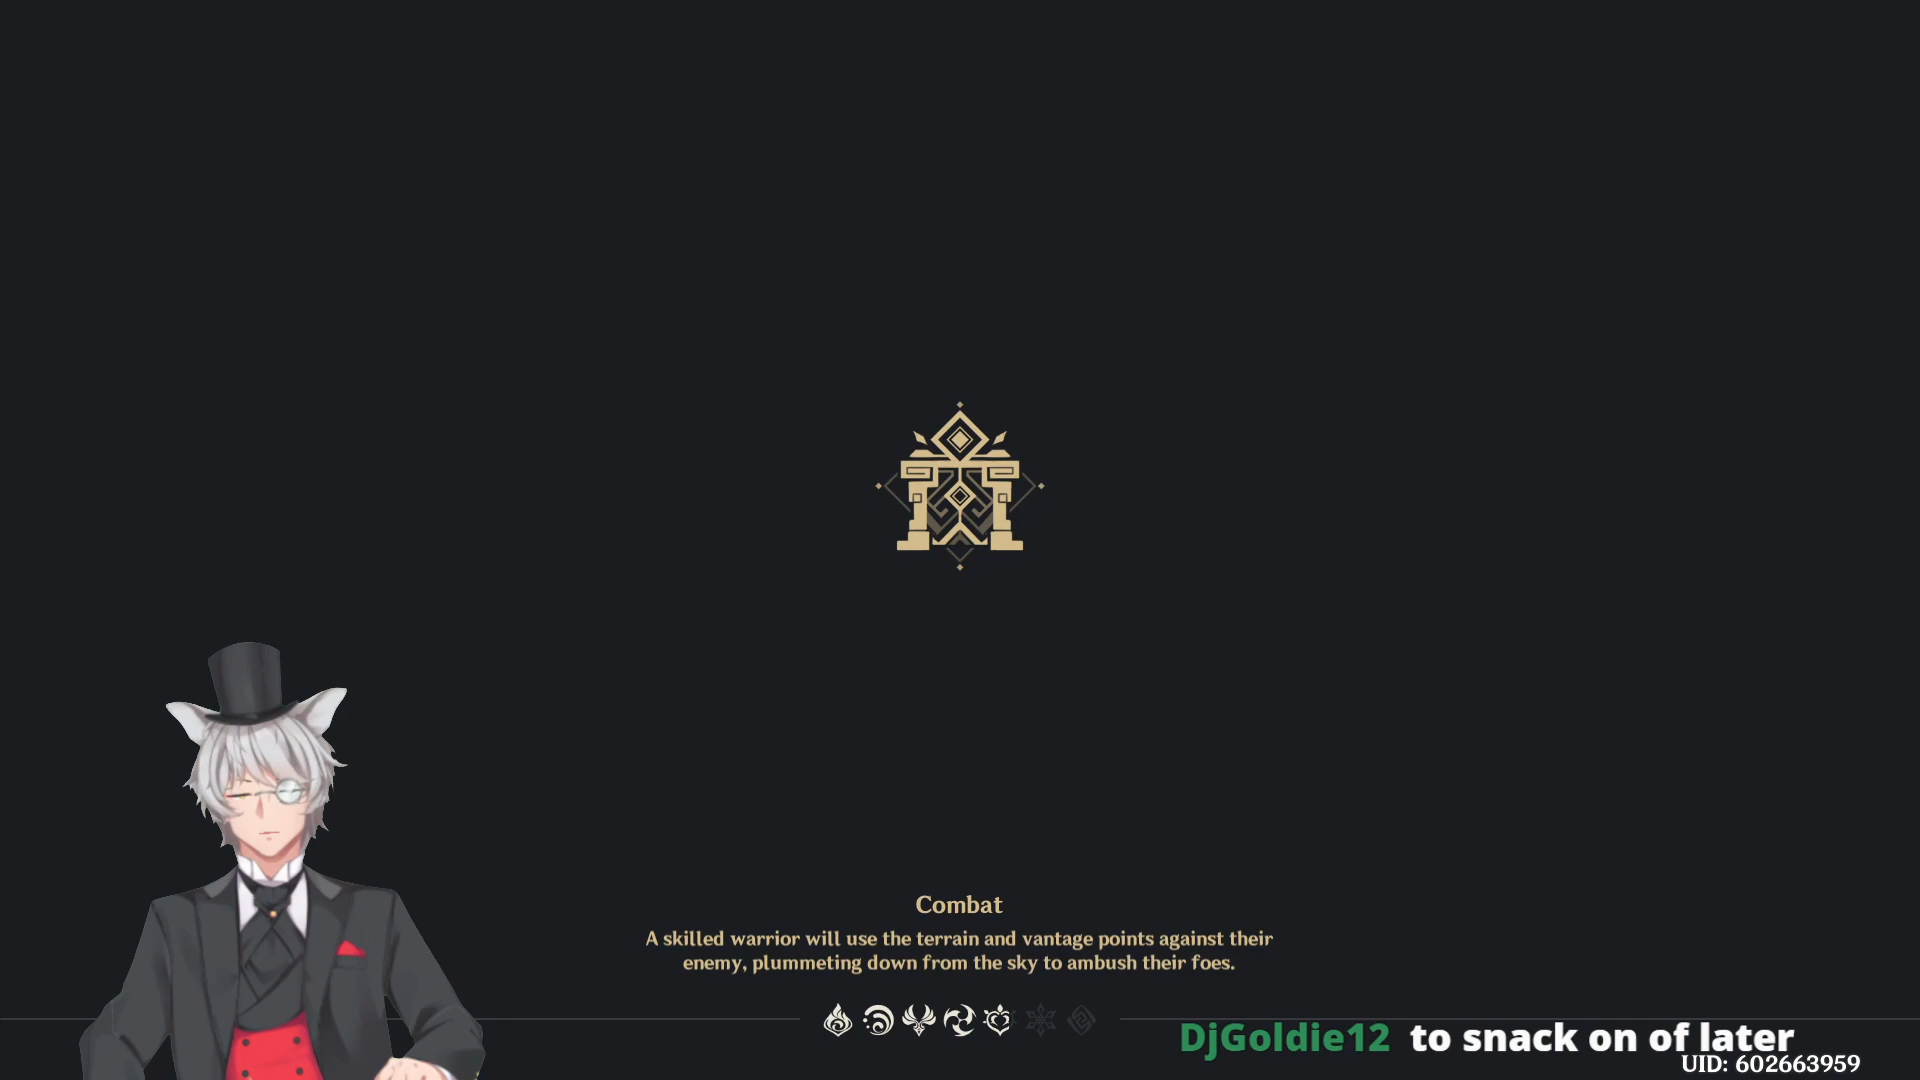 Combat
A skilled warrior will use the terrain and vantage points against their
enemy, plummeting down from the sky to ambush their foes.
DjGoldie12 to snack on of later
UID: 602663959